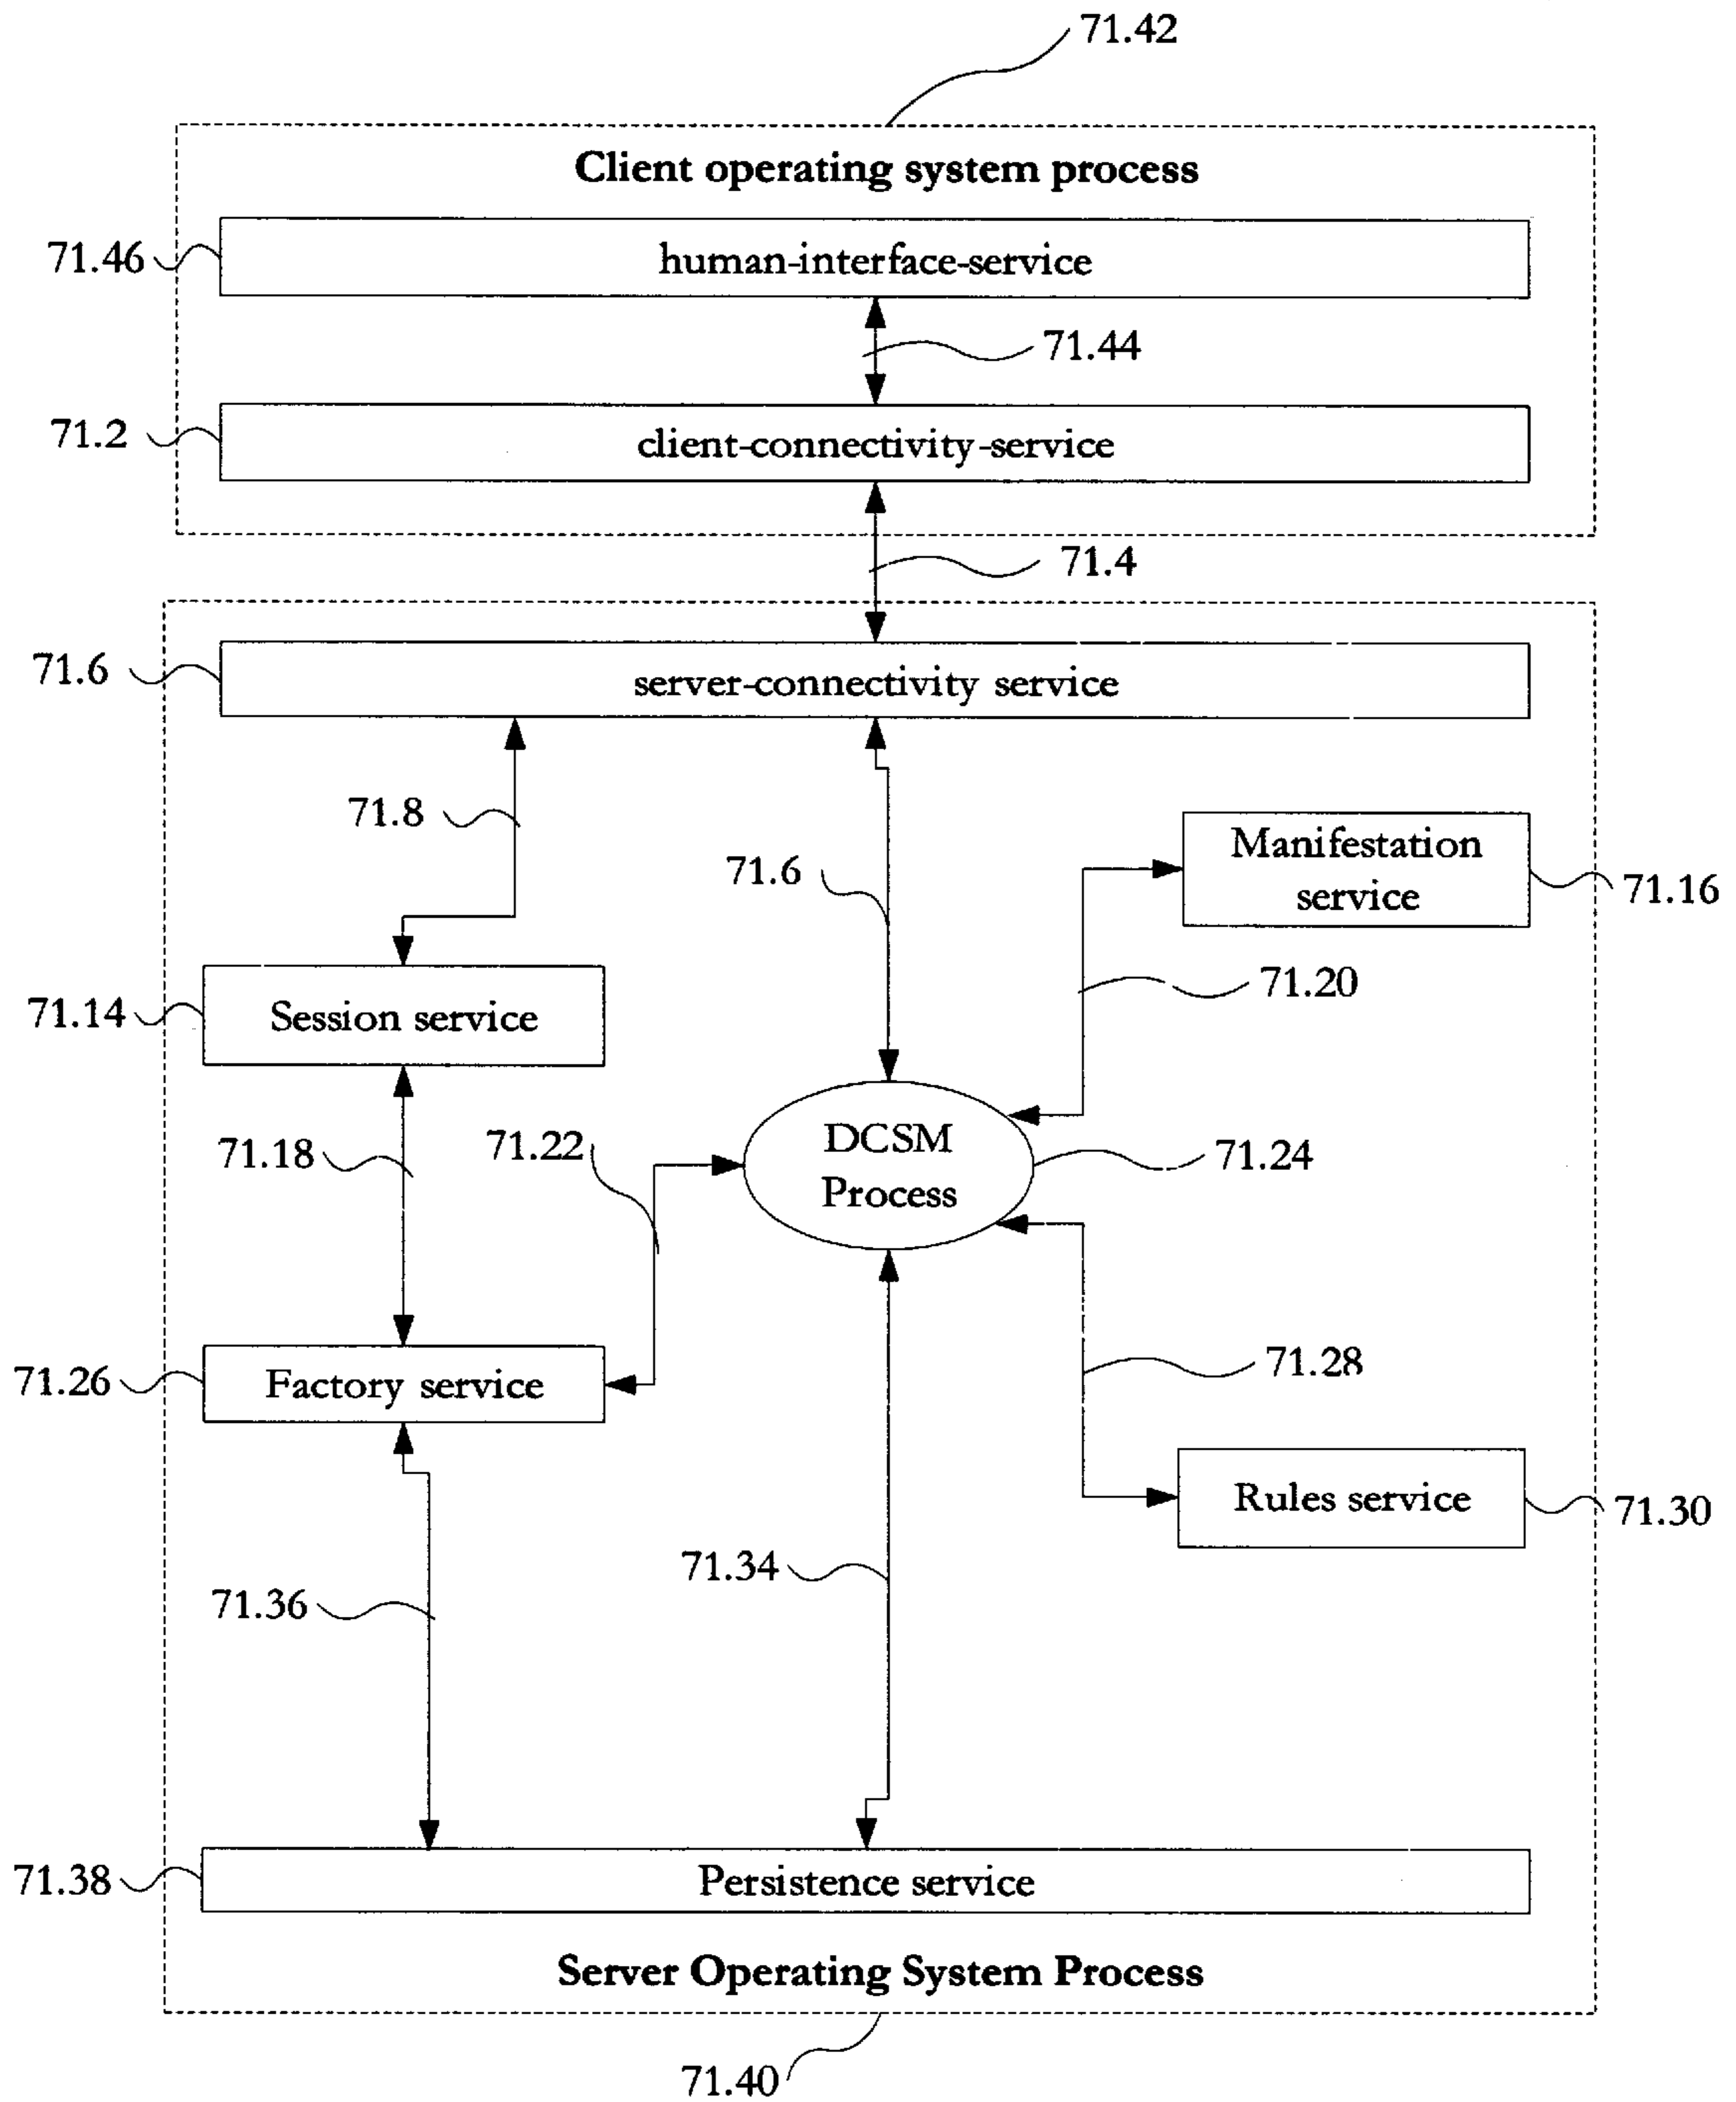 71.42
Client operating system process
71.46
human-interface-service
71.44
71.2
client-connectivity-service
71.4
71.6
server-connectivity service
71.8
71.6
Manifestation
service
71.16
71.20
71.14
Session service
71.18
71.22
DCSM
Process
71.24
71.26
Factory service
71.28
71.36
71.34
Rules service
71.30
71.38
Persistence service
Server Operating System Process
71.40